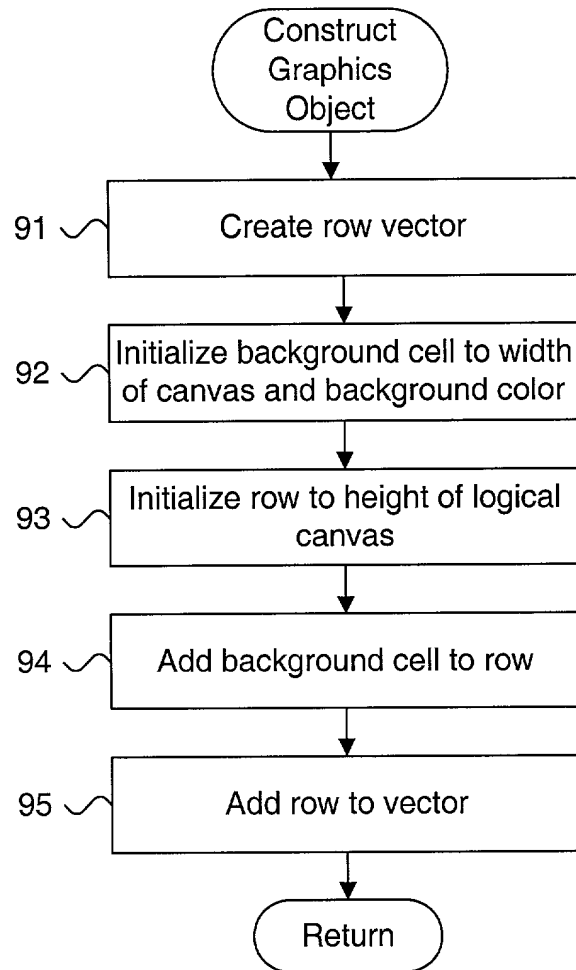 Construct
Graphics
Object
91
Create row vector
92
Initialize background cell to width
of canvas and background color
93
Initialize row to height of logical
canvas
94
Add background cell to row
95
Add row to vector
Return